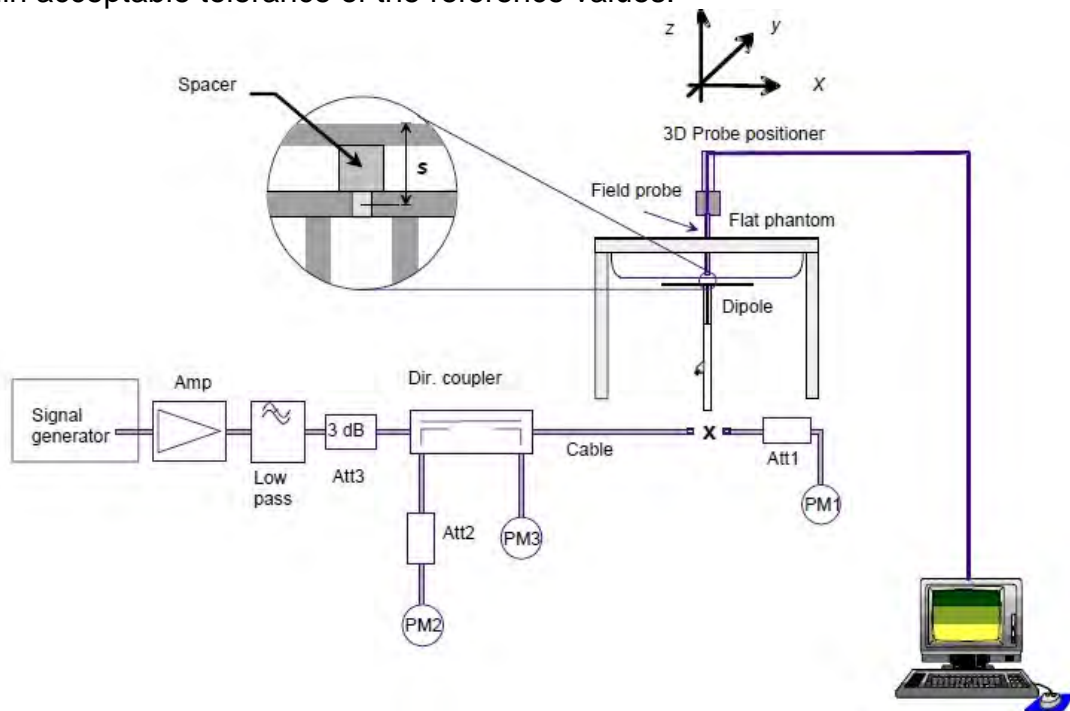 in acceptable tolerance of the reference values.
z
y
X
Spacer
s
3D Probe positioner
Field probe
Flat phantom
Dipole
Dir. coupler
Amp
Signal
generator
3 dB
X
Low
pass
Att3
Cable
Att1
PM1
Att2
PM3
PM2